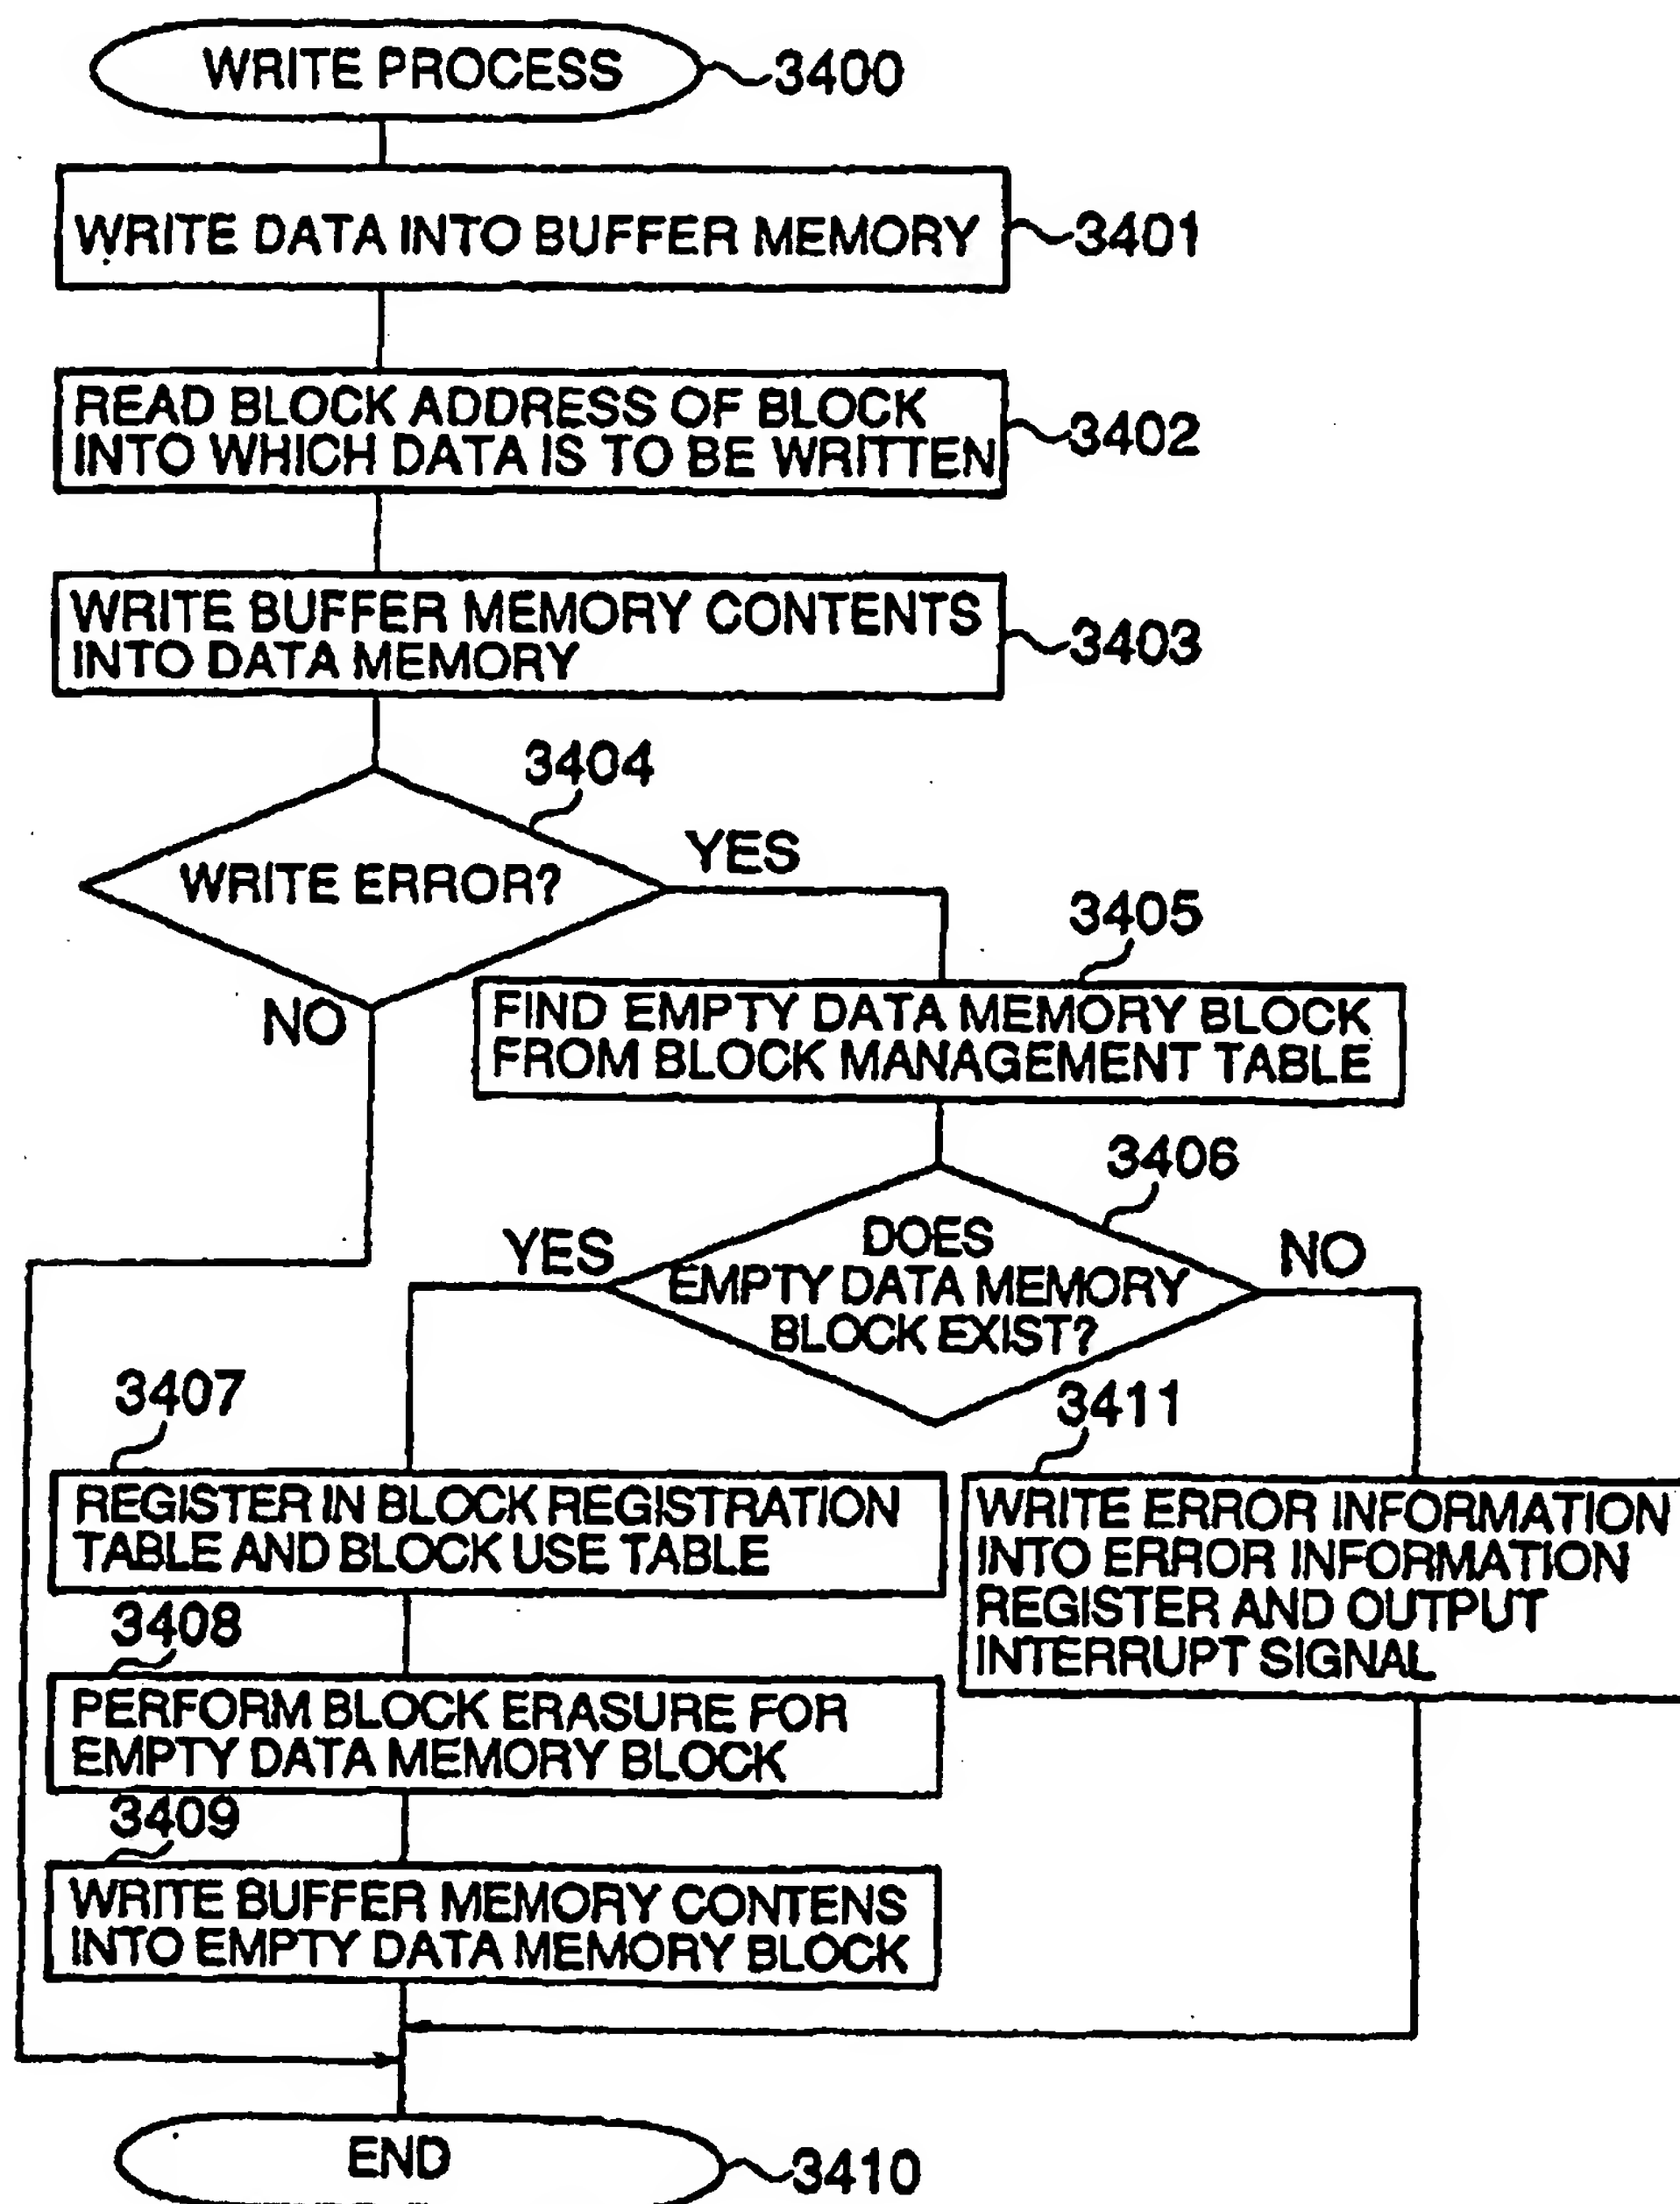 WRITE PROCESS
3400
WRITE DATA INTO BUFFER MEMORY
3401
READ BLOCK ADDRESS OF BLOCK
INTO WHICH DATA IS TO BE WRITTEN
3402
WRITE BUFFER MEMORY CONTENTS
INTO DATA MEMORY
3403
3404
WRITE ERROR?
YES
NO
3405
FIND EMPTY DATA MEMORY BLOCK
FROM BLOCK MANAGEMENT TABLE
3406
DOES
EMPTY DATA MEMORY
BLOCK EXIST?
YES
NO
3407
REGISTER IN BLOCK REGISTRATION
TABLE AND BLOCK USE TABLE
3411
WRITE ERROR INFORMATION
INTO ERROR INFORMATION
REGISTER AND OUTPUT
INTERRUPT SIGNAL
3408
PERFORM BLOCK ERASURE FOR
EMPTY DATA MEMORY BLOCK
3409
WRITE BUFFER MEMORY CONTENS
INTO EMPTY DATA MEMORY BLOCK
END
3410